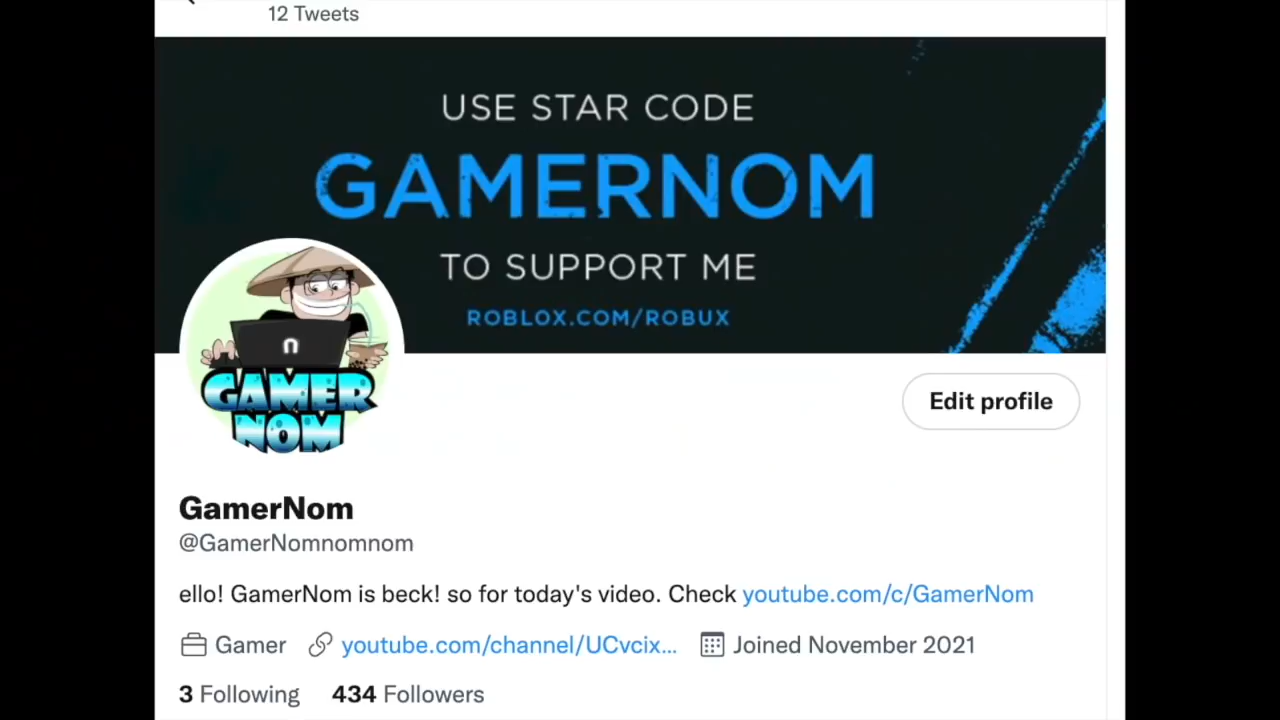 12 Tweets
USE STAR CODE
GAMERNOM
TO SUPPORT ME
ROBLOX.COM/ROBUX
n
GAMER
NOM
Edit profile
GamerNom
@GamerNomnomnom
ello! GamerNom is beck! so for today's video. Check youtube.com/c/GamerNom
Gamer youtube.com/channel/UCvcix... Joined November 2021
3 Following 434 Followers